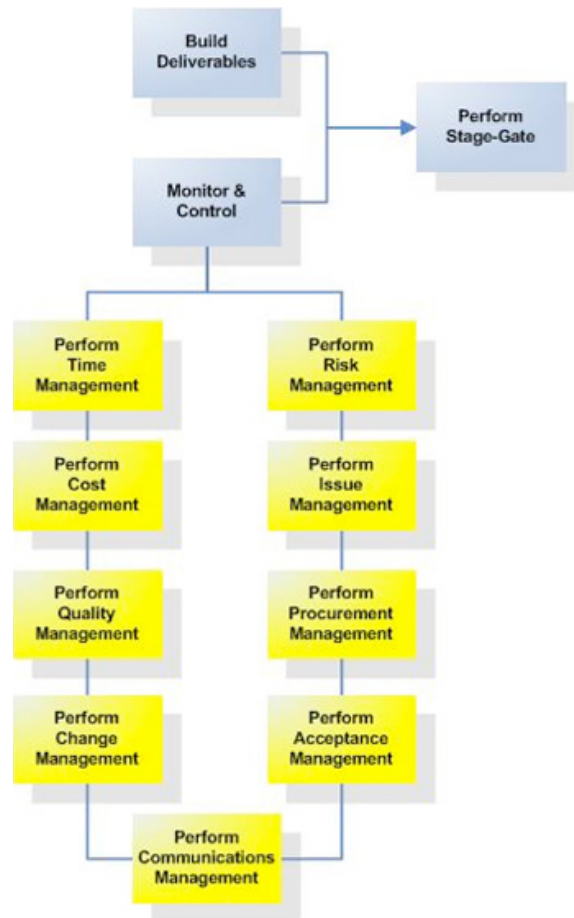 Build
Deliverables
Perform
Stage-Gate
Monitor &
Control
Perform
Time
Management
Perform
Risk
Management
Perform
Cost
Management
Perform
Issue
Management
Perform
Quality
Management
Perform
Procurement
Management
Perform
Change
Management
Perform
Acceptance
Management
Perform
Communications
Management